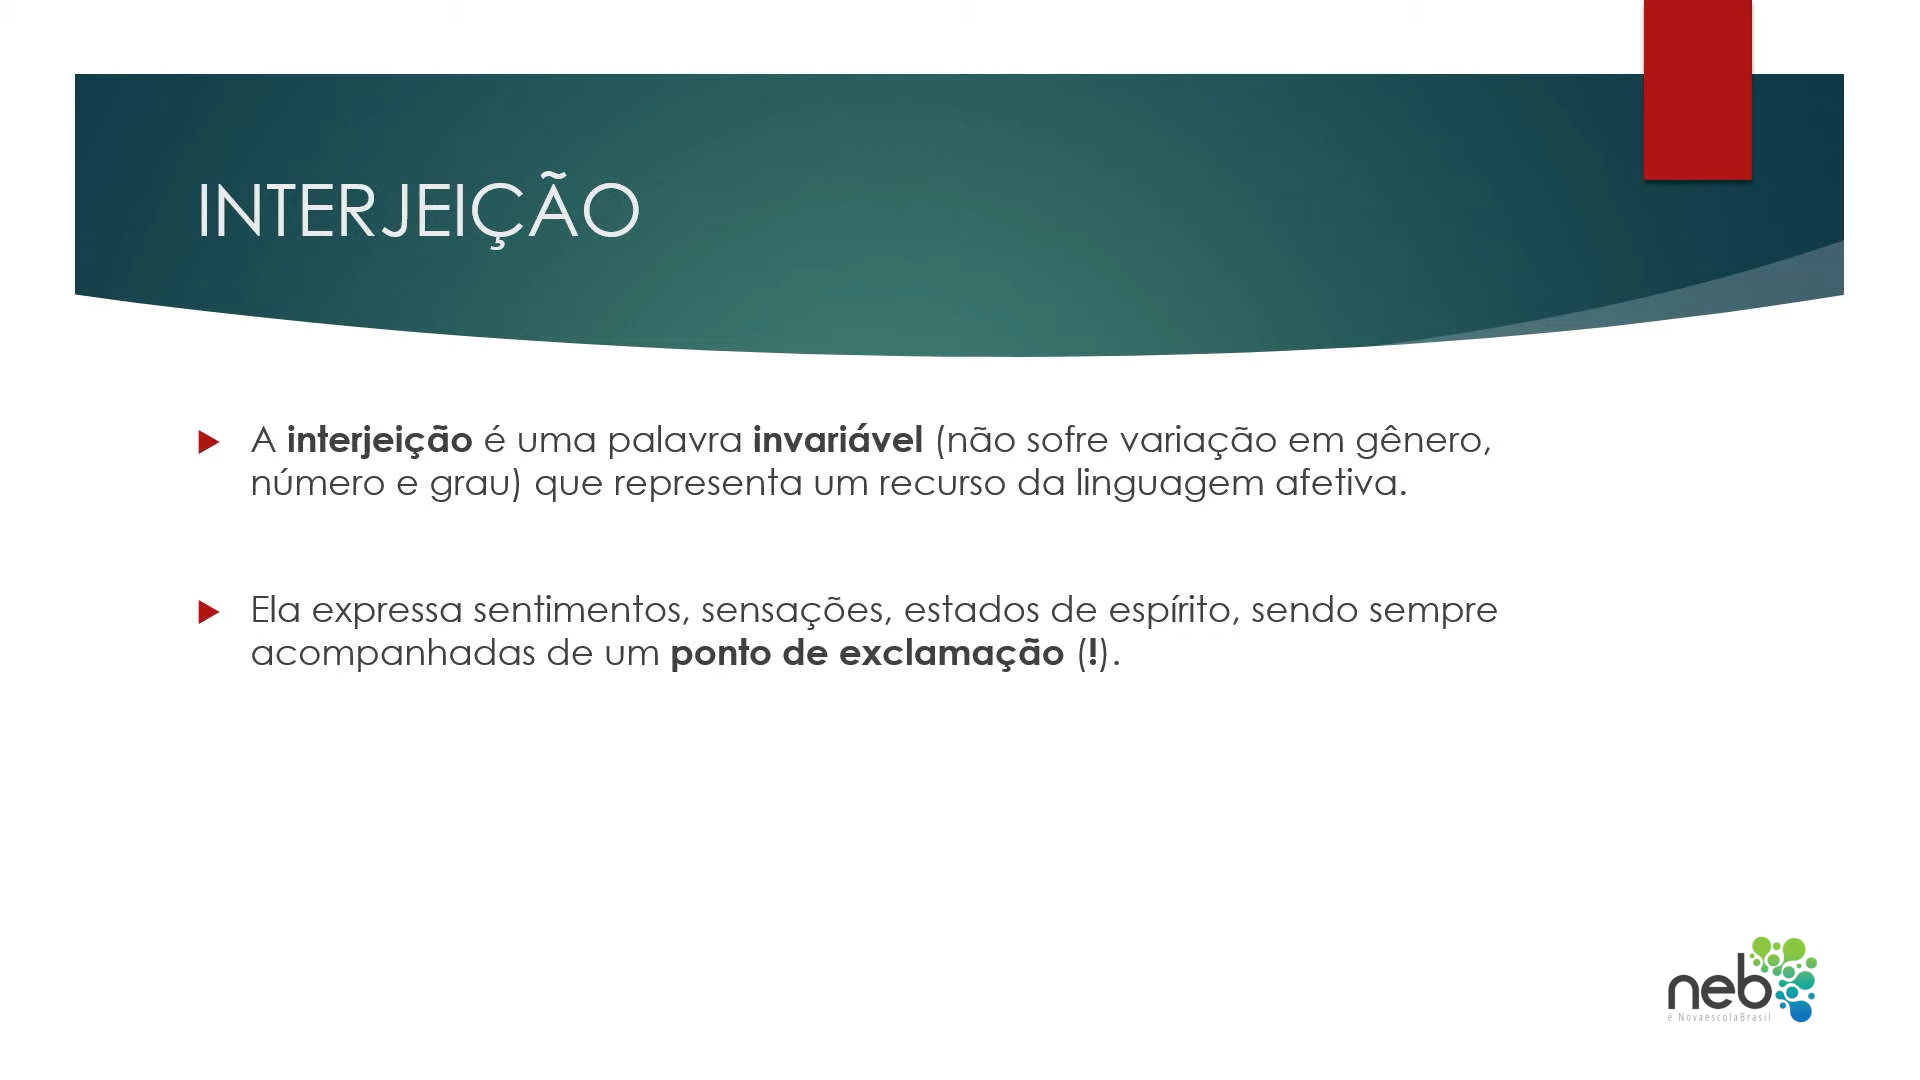 INTERJEIÇÃO
A interjeição é uma palavra invariável (não sofre variação em gênero,
número e grau) que representa um recurso da linguagem afetiva.
Ela expressa sentimentos, sensações, estados de espírito, sendo sempre
acompanhadas de um ponto de exclamação (!).
neb
é NovaescolaBrasil